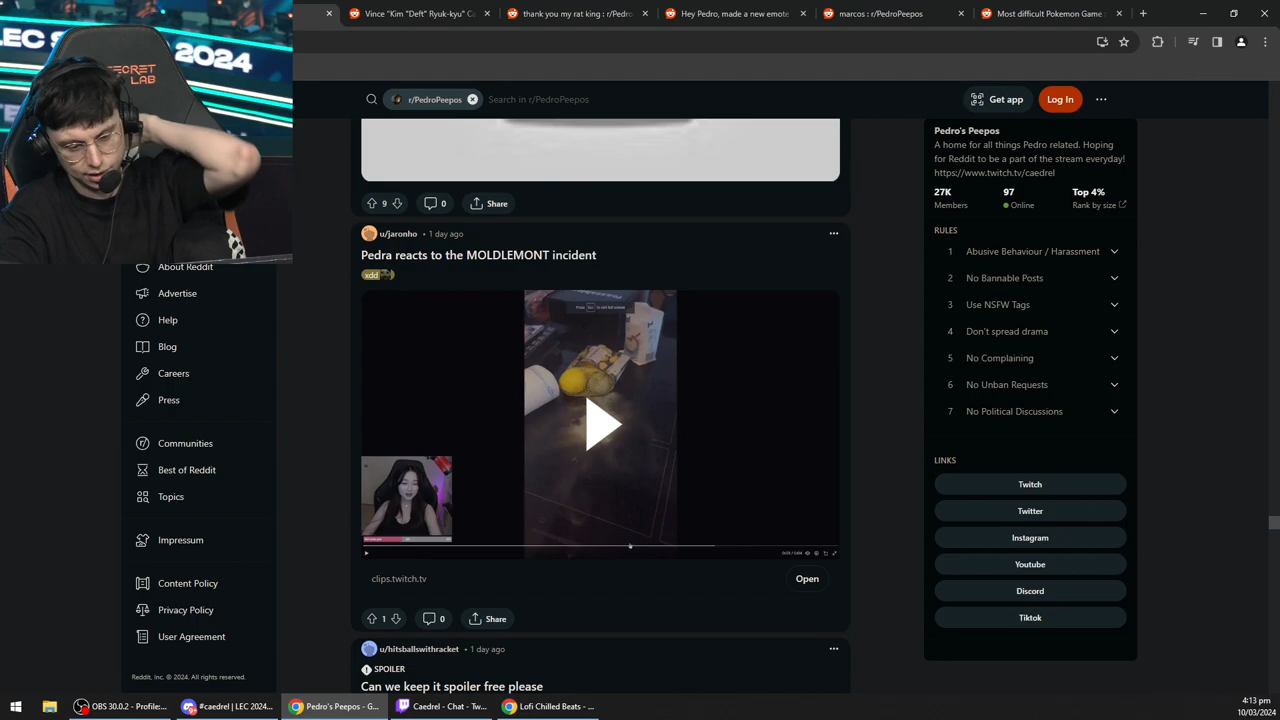 LEC S
2024
SECRET
LAB
Vince "Kim "Deft" Ryuk-kyu" C
thank you my rat king : r/Pedro
Hey Pedro, made a new emote
marcos : r/PedroPeepos
Most difficult Pokemon Game
r/PedroPeepos
Search in r/PedroPeepos
Get app
Log In
9
0
Share
u/jaronho • 1 day ago
Pedra reacts to the MOLDLEMONT incident
xdd
clips.twitch.tv
Open
1
0
Share
u/hitsballswithracket • 1 day ago
SPOILER
Can we keep it spoiler free please
About Reddit
Advertise
Help
Blog
Careers
Press
Communities
Best of Reddit
Topics
Impressum
Content Policy
Privacy Policy
User Agreement
Reddit, Inc. © 2024. All rights reserved.
Pedro's Peepos
A home for all things Pedro related. Hoping
for Reddit to be a part of the stream everyday!
https://www.twitch.tv/caedrel
27K 97 Top 4%
Members Online Rank by size
RULES
1 Abusive Behaviour / Harassment
2 No Bannable Posts
3 Use NSFW Tags
4 Don't spread drama
5 No Complaining
6 No Unban Requests
7 No Political Discussions
LINKS
Twitch
Twitter
Instagram
Youtube
Discord
Tiktok
OBS 30.0.2 - Profile:...
#caedrel | LEC 2024...
Pedro's Peepos - G...
Caedrel - Chat - Tw...
Lofi Chilled Beats - ...
4:13 pm
10/03/2024